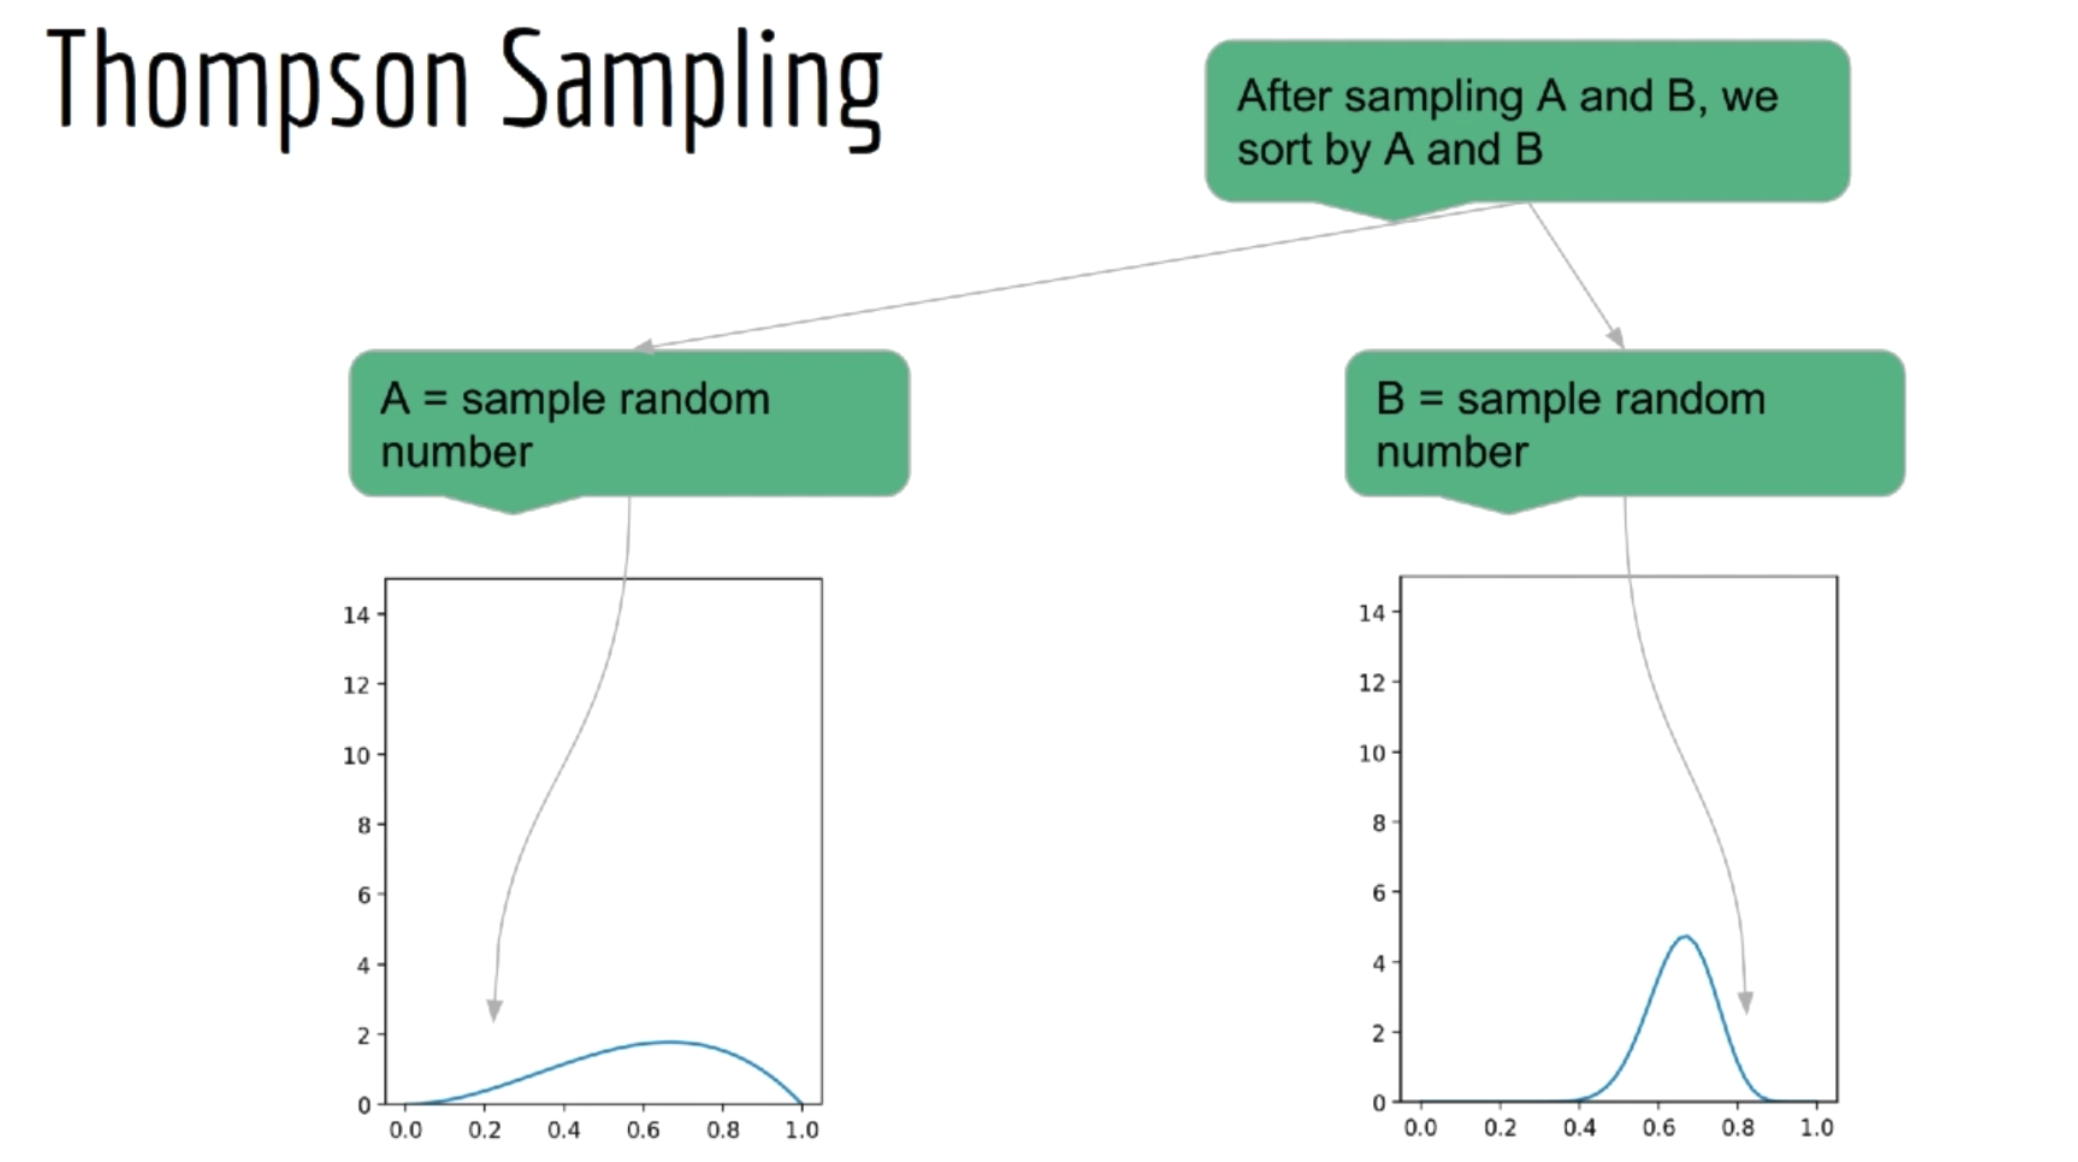 Thompson Sampling
After sampling A and B, we
sort by A and B
A = sample random
number
B = sample random
number
14
12
10
8
6
4
2
0
0.0 0.2 0.4 0.6 0.8 1.0
14
12
10
8
6
4
2
0
0.0 0.2 0.4 0.6 0.8 1.0